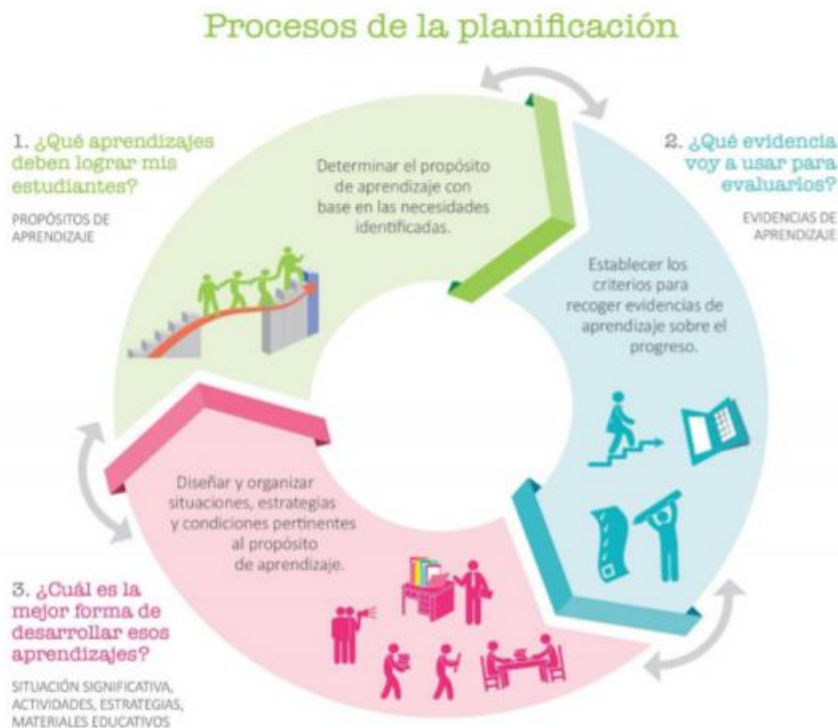 Procesos de la planificación
1. ¿Qué aprendizajes
deben lograr mis
estudiantes?
PROPÓSITOS DE
APRENDIZAJE
Determinar el propósito
de aprendizaje con
base en las necesidades
identificadas.
2. ¿Qué evidencia
voy a usar para
evaluarlos?
EVIDENCIAS DE
APRENDIZAJE
Establecer los
criterios para
recoger evidencias de
aprendizaje sobre el
progreso.
Diseñar y organizar
situaciones, estrategias
y condiciones pertinentes
al propósito
de aprendizaje.
3. ¿Cuál es la
mejor forma de
desarrollar esos
aprendizajes?
SITUACIÓN SIGNIFICATIVA,
ACTIVIDADES, ESTRATEGIAS,
MATERIALES EDUCATIVOS